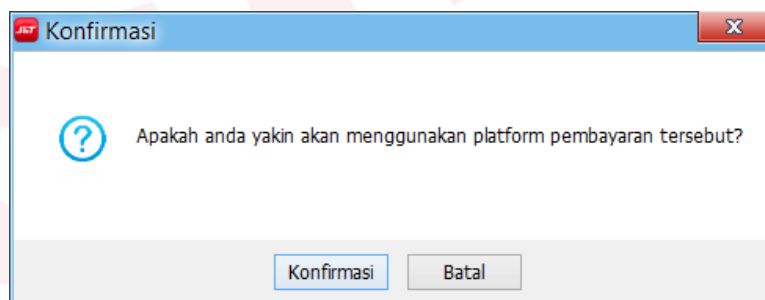 J&T Konfirmasi
Apakah anda yakin akan menggunakan platform pembayaran tersebut?
Konfirmasi Batal